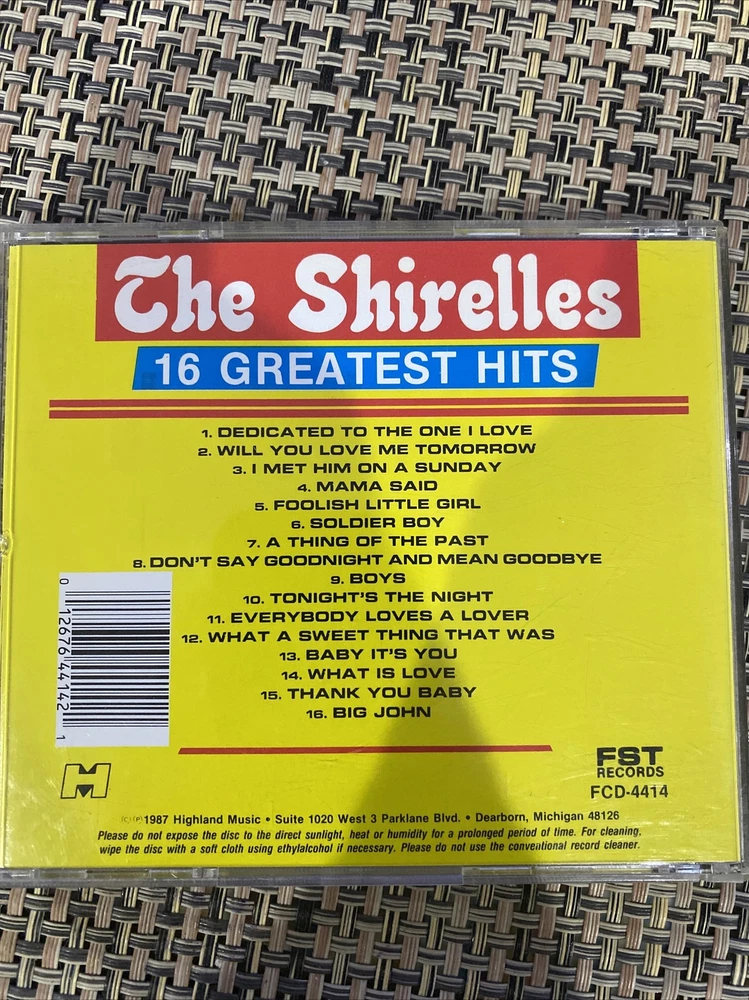 The Shirelles
16 GREATEST HITS
1. DEDICATED TO THE ONE I LOVE
2. WILL YOU LOVE ME TOMORROW
3. I MET HIM ON A SUNDAY
4. MAMA SAID
5. FOOLISH LITTLE GIRL
6. SOLDIER BOY
7. A THING OF THE PAST
8. DON'T SAY GOODNIGHT AND MEAN GOODBYE
9. BOYS
10. TONIGHT'S THE NIGHT
11. EVERYBODY LOVES A LOVER
12. WHAT A SWEET THING THAT WAS
13. BABY IT'S YOU
14. WHAT IS LOVE
15. THANK YOU BABY
16. BIG JOHN
0 12676 44142 1
FST
RECORDS
FCD-4414
(C) (P) 1987 Highland Music • Suite 1020 West 3 Parklane Blvd. • Dearborn, Michigan 48126
Please do not expose the disc to the direct sunlight, heat or humidity for a prolonged period of time. For cleaning,
wipe the disc with a soft cloth using ethylalcohol if necessary. Please do not use the conventional record cleaner.